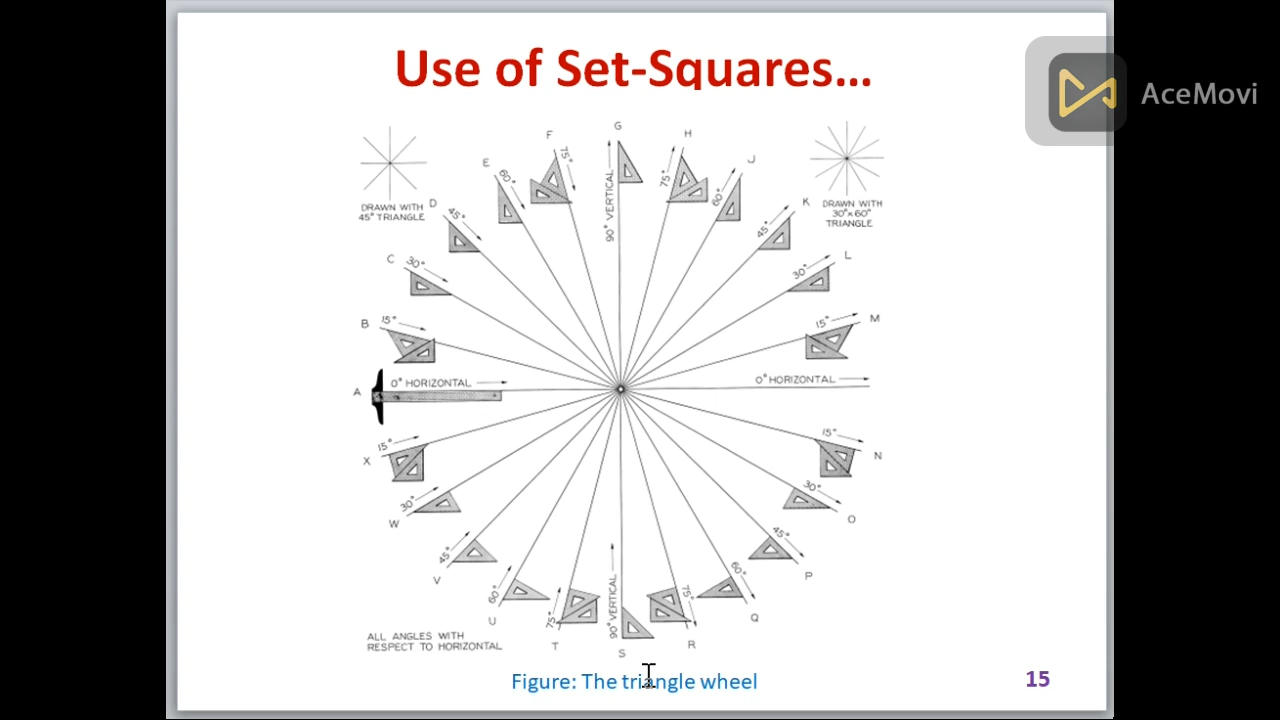 Use of Set-Squares...
AceMovi
G
F
H
75°
E
J
60°
75°
60°
90° VERTICAL
DRAWN WITH
45° TRIANGLE
D
45°
K
45°
DRAWN WITH
30°x60°
TRIANGLE
C
30°
L
30°
B
15°
M
15°
A
0° HORIZONTAL
0° HORIZONTAL
X
15°
N
15°
W
30°
O
30°
V
45°
P
45°
U
60°
Q
60°
T
75°
90° VERTICAL
S
R
75°
ALL ANGLES WITH
RESPECT TO HORIZONTAL
Figure: The triangle wheel
15